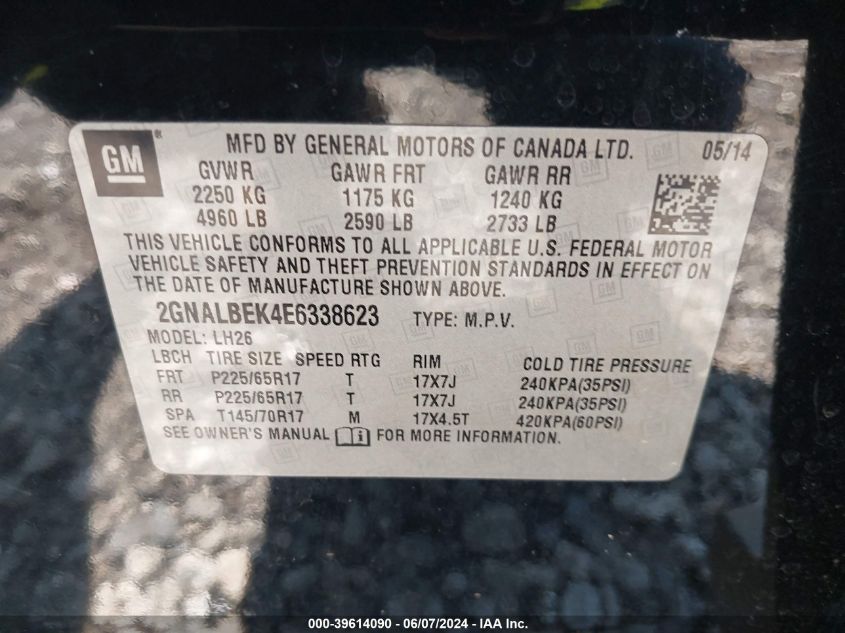 GM ® MFD BY GENERAL MOTORS OF CANADA LTD. 05/14
GVWR GAWR FRT GAWR RR
2250 KG 1175 KG 1240 KG
4960 LB 2590 LB 2733 LB
THIS VEHICLE CONFORMS TO ALL APPLICABLE U.S. FEDERAL MOTOR
VEHICLE SAFETY AND THEFT PREVENTION STANDARDS IN EFFECT ON
THE DATE OF MANUFACTURE SHOWN ABOVE.
2GNALBEK4E6338623 TYPE: M.P.V.
MODEL: LH26
LBCH TIRE SIZE SPEED RTG RIM COLD TIRE PRESSURE
FRT P225/65R17 T 17X7J 240KPA(35PSI)
RR P225/65R17 T 17X7J 240KPA(35PSI)
SPA T145/70R17 M 17X4.5T 420KPA(60PSI)
SEE OWNER'S MANUAL i FOR MORE INFORMATION.
000-39614090 - 06/07/2024 - IAA Inc.